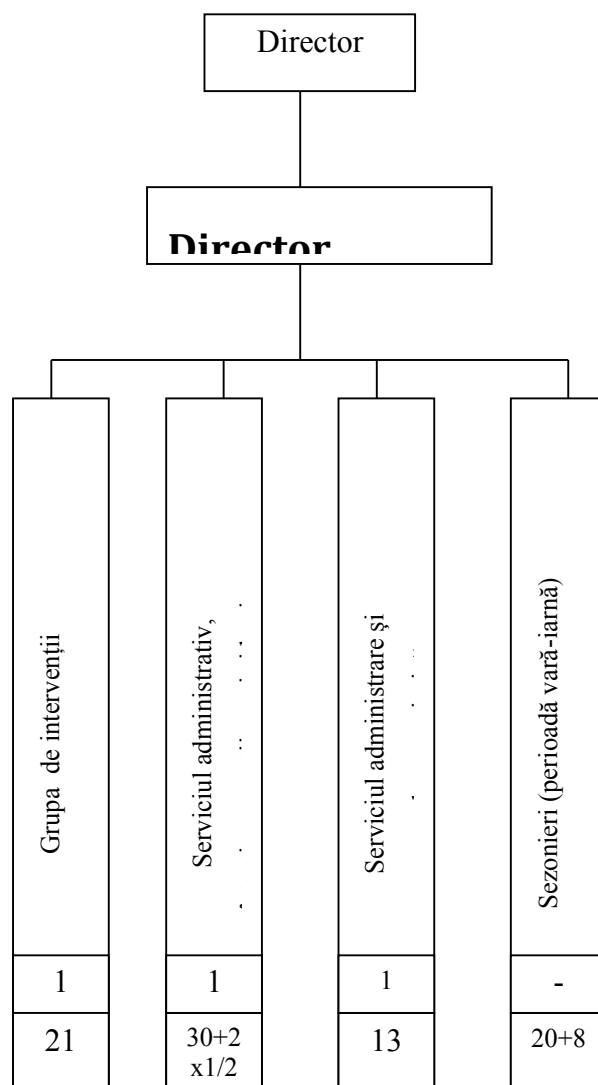 Director
Director
Grupa de intervenții
Serviciul administrativ,
Serviciul administrare şi
Sezonieri (perioadă vară-iarnă)
1
1
1
-
21
30+2
x1/2
13
20+8